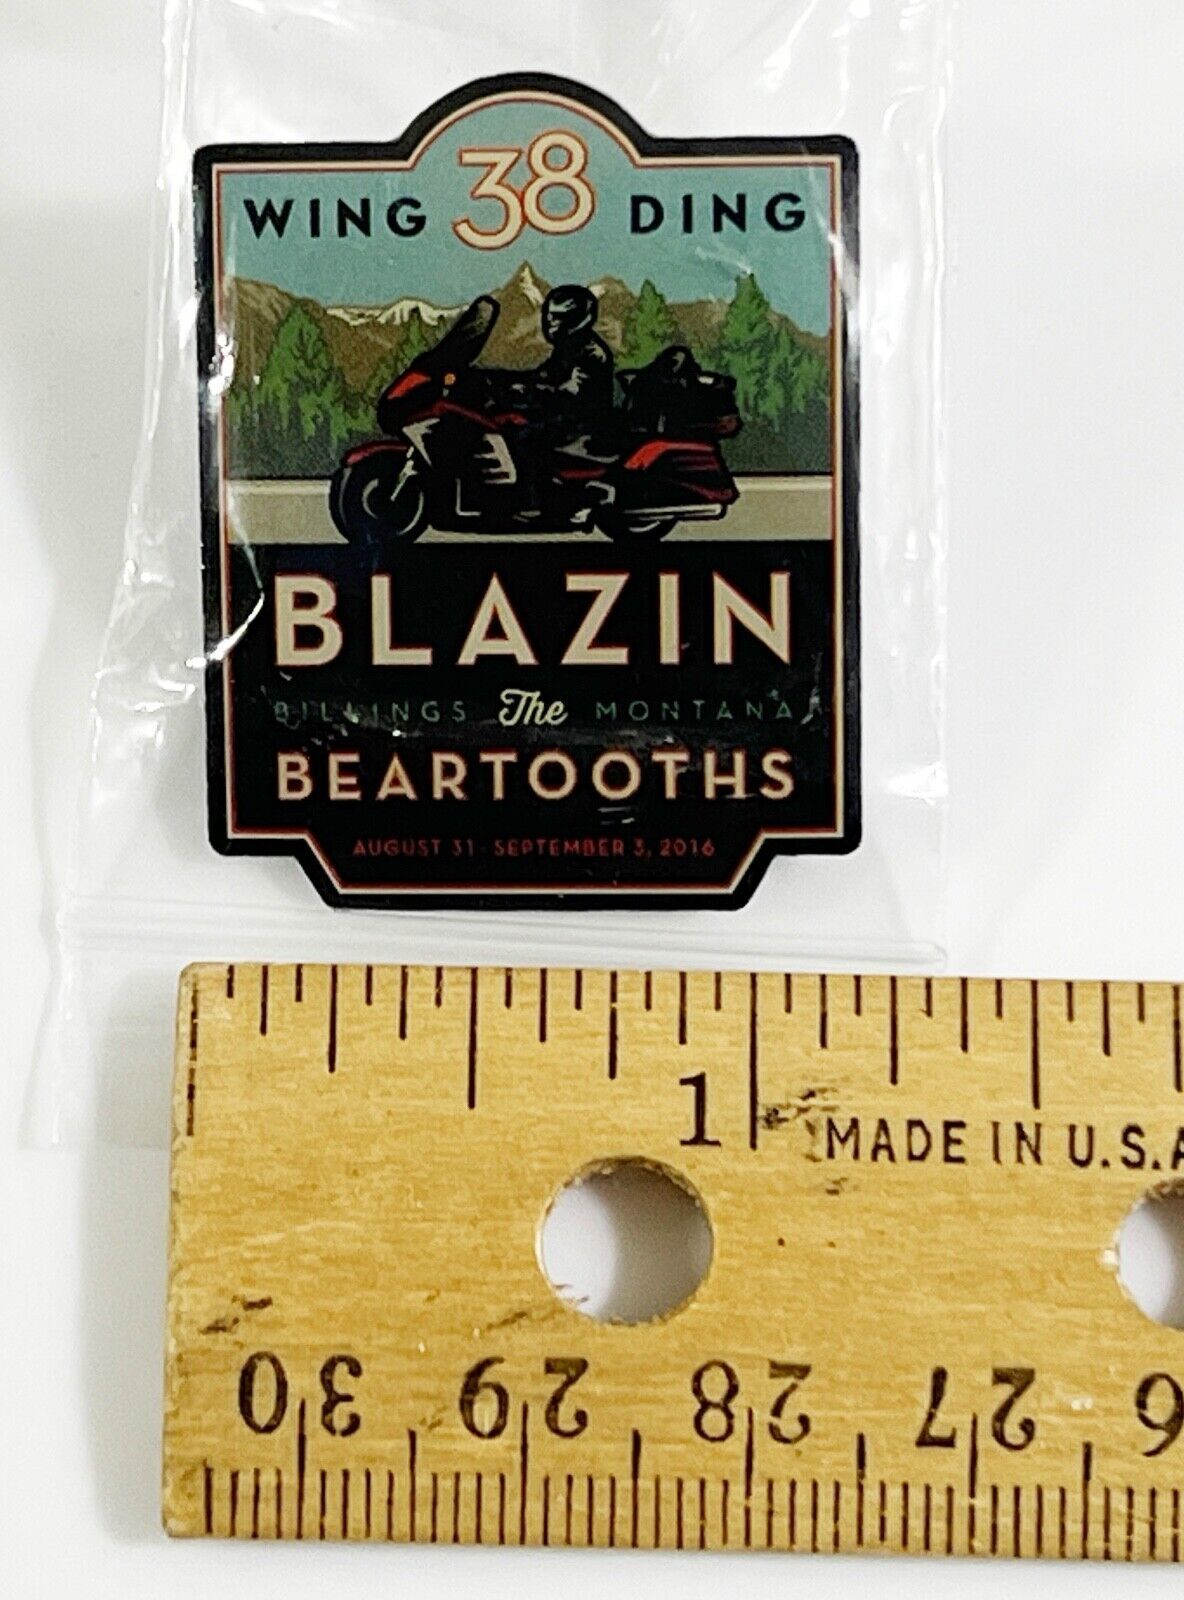 WING 38 DING
BLAZIN
BILLINGS The MONTANA
BEARTOOTHS
AUGUST 31 - SEPTEMBER 3, 2016
1
MADE IN U.S.A
30 29 28 27 6